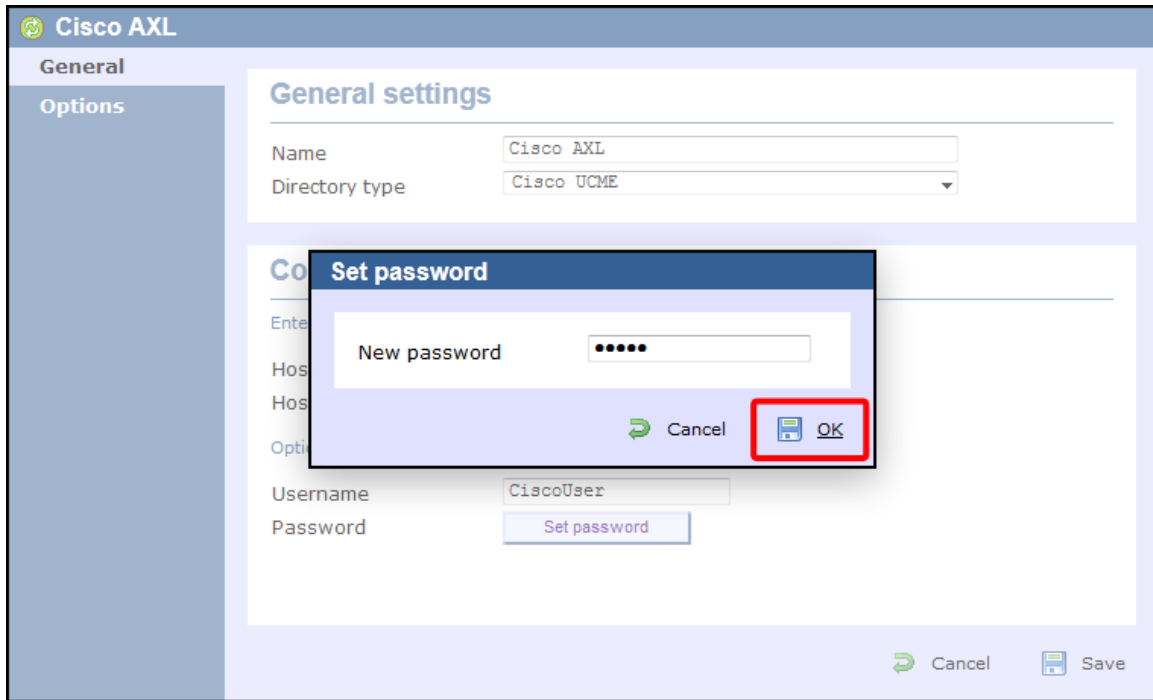 Cisco AXL
General
Options
General settings
Name Cisco AXL
Directory type Cisco UCME
Co
Set password
Ente
New password •••••
Hos
Hos
Cancel OK
Opti
Username CiscoUser
Password Set password
Cancel Save